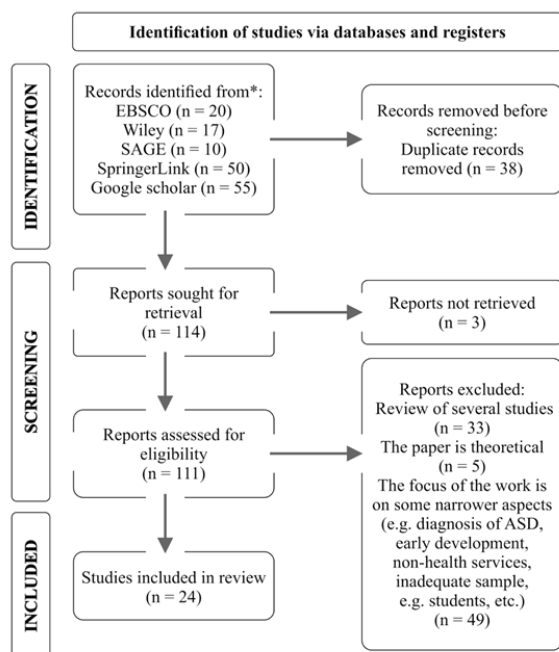 Identification of studies via databases and registers
IDENTIFICATION
Records identified from*:
EBSCO (n = 20)
Wiley (n = 17)
SAGE (n = 10)
SpringerLink (n = 50)
Google scholar (n = 55)
Records removed before
screening:
Duplicate records
removed (n = 38)
SCREENING
Reports sought for
retrieval
(n = 114)
Reports not retrieved
(n = 3)
Reports assessed for
eligibility
(n = 111)
Reports excluded:
Review of several studies
(n = 33)
The paper is theoretical
(n = 5)
The focus of the work is
on some narrower aspects
(e.g. diagnosis of ASD,
early development,
non-health services,
inadequate sample,
e.g. students, etc.)
(n = 49)
INCLUDED
Studies included in review
(n = 24)